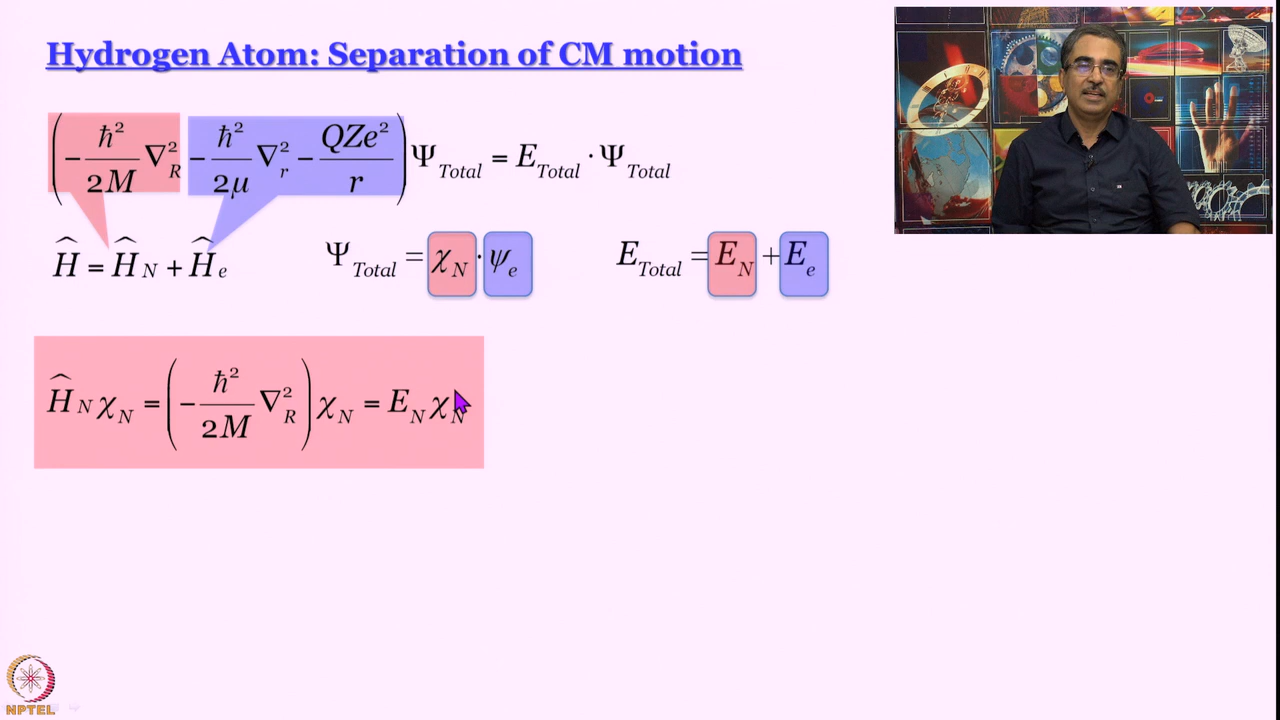 Hydrogen Atom: Separation of CM motion
(−ħ²/2M ∇²_R −ħ²/2μ ∇²_r − QZe²/r) Ψ_Total = E_Total · Ψ_Total
Ĥ = Ĥ_N + Ĥ_e Ψ_Total = χ_N · ψ_e E_Total = E_N + E_e
Ĥ_N χ_N = (−ħ²/2M ∇²_R) χ_N = E_N χ_N
NPTEL